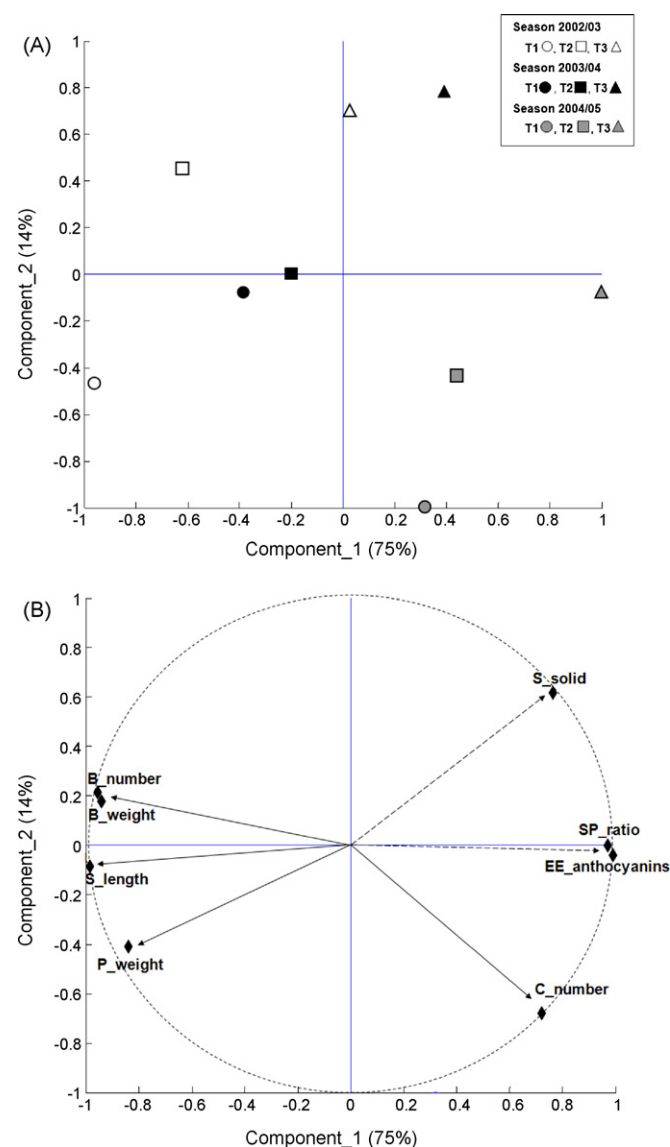 (A)
Season 2002/03
T1○, T2□, T3△
Season 2003/04
T1●, T2■, T3▲
Season 2004/05
T1●, T2■, T3▲
1
0.8
0.6
0.4
0.2
0
-0.2
-0.4
-0.6
-0.8
-1
Component_2 (14%)
-1 -0.8 -0.6 -0.4 -0.2 0 0.2 0.4 0.6 0.8 1
Component_1 (75%)
(B)
1
0.8
0.6
0.4
0.2
0
-0.2
-0.4
-0.6
-0.8
-1
Component_2 (14%)
S_solid
B_number
B_weight
SP_ratio
EE_anthocyanins
S_length
P_weight
C_number
-1 -0.8 -0.6 -0.4 -0.2 0 0.2 0.4 0.6 0.8 1
Component_1 (75%)